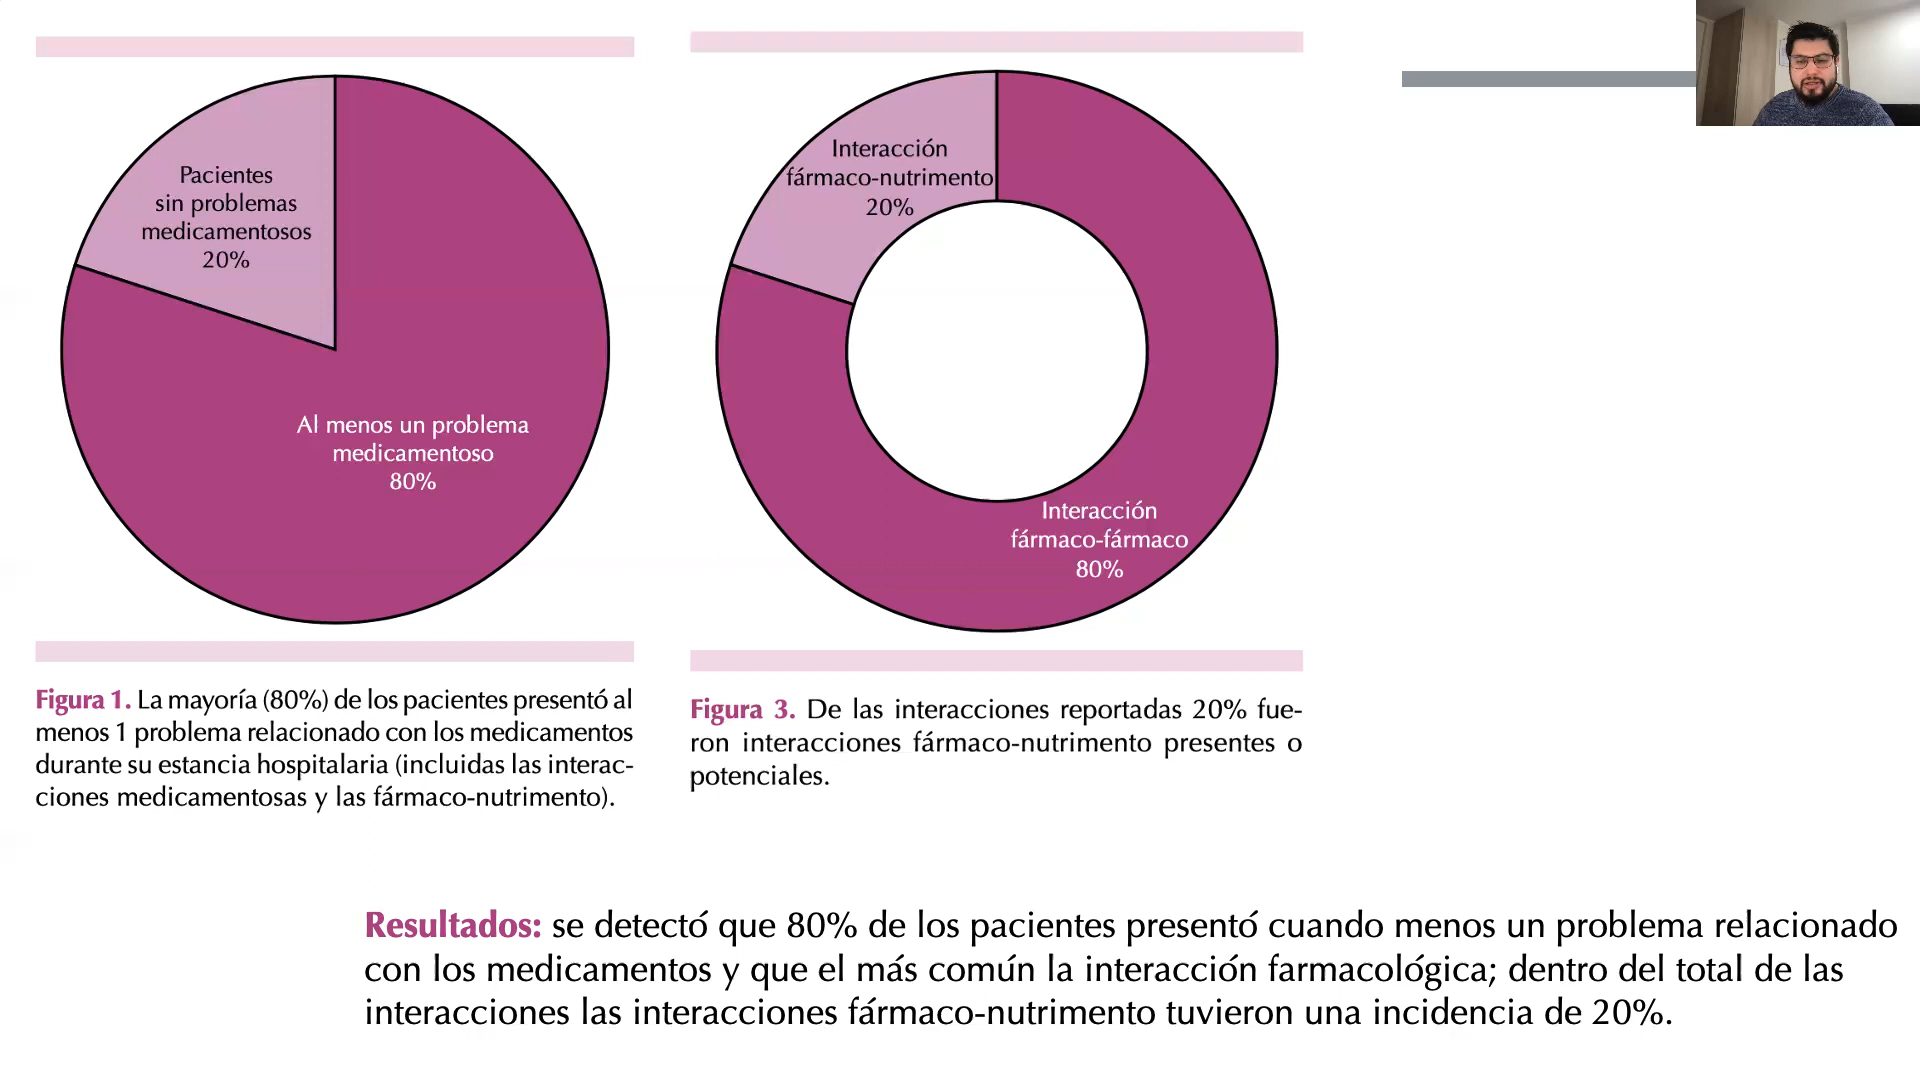 Pacientes
sin problemas
medicamentosos
20%
Al menos un problema
medicamentoso
80%
Figura 1. La mayoría (80%) de los pacientes presentó al
menos 1 problema relacionado con los medicamentos
durante su estancia hospitalaria (incluidas las interac-
ciones medicamentosas y las fármaco-nutrimento).
Interacción
fármaco-nutrimento
20%
Interacción
fármaco-fármaco
80%
Figura 3. De las interacciones reportadas 20% fue-
ron interacciones fármaco-nutrimento presentes o
potenciales.
Resultados: se detectó que 80% de los pacientes presentó cuando menos un problema relacionado
con los medicamentos y que el más común la interacción farmacológica; dentro del total de las
interacciones las interacciones fármaco-nutrimento tuvieron una incidencia de 20%.